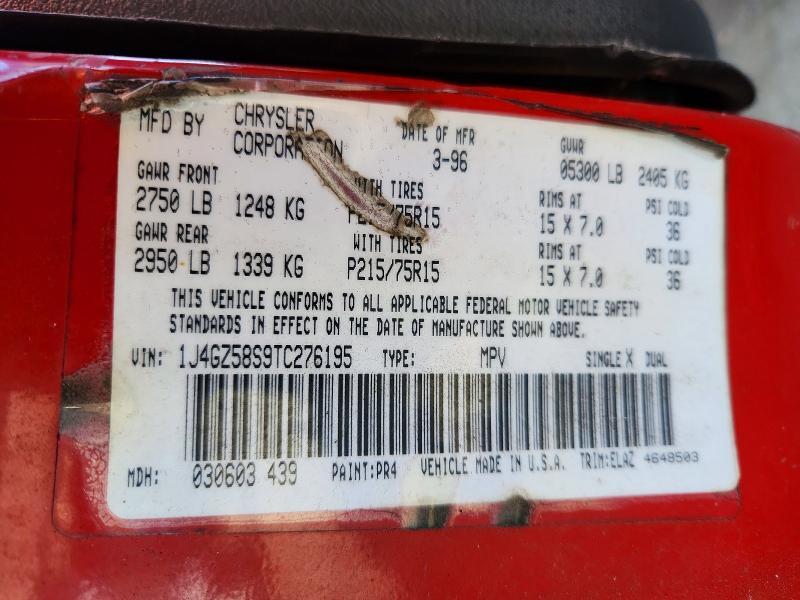 MFD BY CHRYSLER DATE OF MFR GVWR
CORPORATION 3-96 05300 LB 2405 KG
GAWR FRONT WITH TIRES RIMS AT PSI COLD
2750 LB 1248 KG /75R15 15 X 7.0 36
GAWR REAR WITH TIRES RIMS AT PSI COLD
2950 LB 1339 KG P215/75R15 15 X 7.0 36
THIS VEHICLE CONFORMS TO ALL APPLICABLE FEDERAL MOTOR VEHICLE SAFETY
STANDARDS IN EFFECT ON THE DATE OF MANUFACTURE SHOWN ABOVE.
VIN: 1J4GZ58S9TC276195 TYPE: MPV SINGLE X DUAL
MDH: 030603 439 PAINT:PR4 VEHICLE MADE IN U.S.A. TRIM:ELAZ 4648503